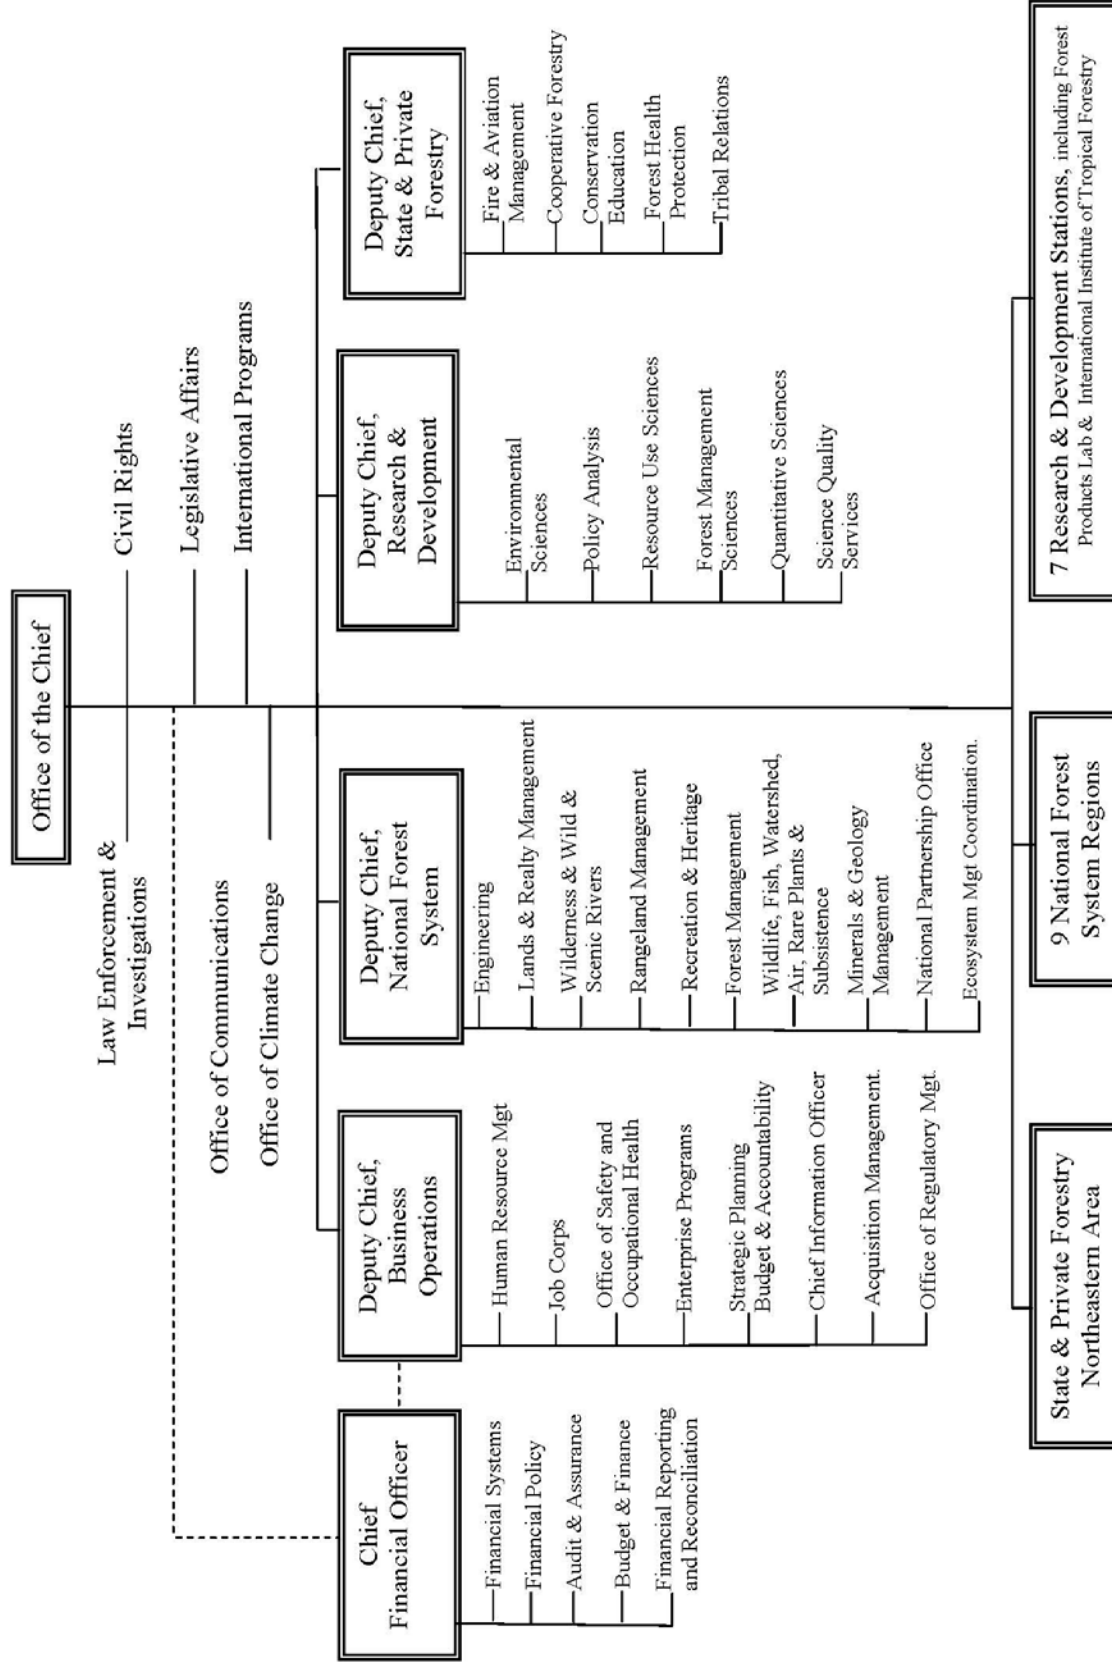 Office of the Chief
Law Enforcement &
Investigations
Civil Rights
Legislative Affairs
Office of Communications
International Programs
Office of Climate Change
Chief
Financial Officer
Financial Systems
Financial Policy
Audit & Assurance
Budget & Finance
Financial Reporting
and Reconciliation
Deputy Chief,
Business
Operations
Human Resource Mgt
Job Corps
Office of Safety and
Occupational Health
Enterprise Programs
Strategic Planning
Budget & Accountability
Chief Information Officer
Acquisition Management.
Office of Regulatory Mgt.
Deputy Chief,
National Forest
System
Engineering
Lands & Realty Management
Wilderness & Wild &
Scenic Rivers
Rangeland Management
Recreation & Heritage
Forest Management
Wildlife, Fish, Watershed,
Air, Rare Plants &
Subsistence
Minerals & Geology
Management
National Partnership Office
Ecosystem Mgt Coordination.
Deputy Chief,
Research &
Development
Environmental
Sciences
Policy Analysis
Resource Use Sciences
Forest Management
Sciences
Quantitative Sciences
Science Quality
Services
Deputy Chief,
State & Private
Forestry
Fire & Aviation
Management
Cooperative Forestry
Conservation
Education
Forest Health
Protection
Tribal Relations
State & Private Forestry
Northeastern Area
9 National Forest
System Regions
7 Research & Development Stations, including Forest
Products Lab & International Institute of Tropical Forestry